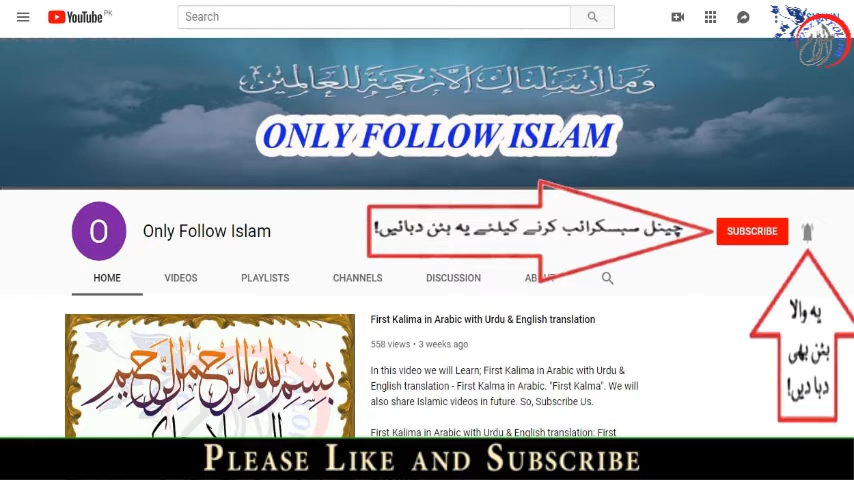 YouTube PK
Search
وما أرسلناك إلا رحمة للعالمين
ONLY FOLLOW ISLAM
O
Only Follow Islam
چینل سبسکرائب کرنے کیلئے یہ بٹن دبائیں!
SUBSCRIBE
HOME VIDEOS PLAYLISTS CHANNELS DISCUSSION
یہ والا
بٹن بھی
دبا دیں!
First Kalima in Arabic with Urdu & English translation
558 views • 3 weeks ago
In this video we will Learn; First Kalima in Arabic with Urdu &
English translation - First Kalma in Arabic. "First Kalma". We will
also share Islamic videos in future. So, Subscribe Us.
First Kalima in Arabic with Urdu & English translation: First
بسم الله الرحمن الرحيم
PLEASE LIKE AND SUBSCRIBE